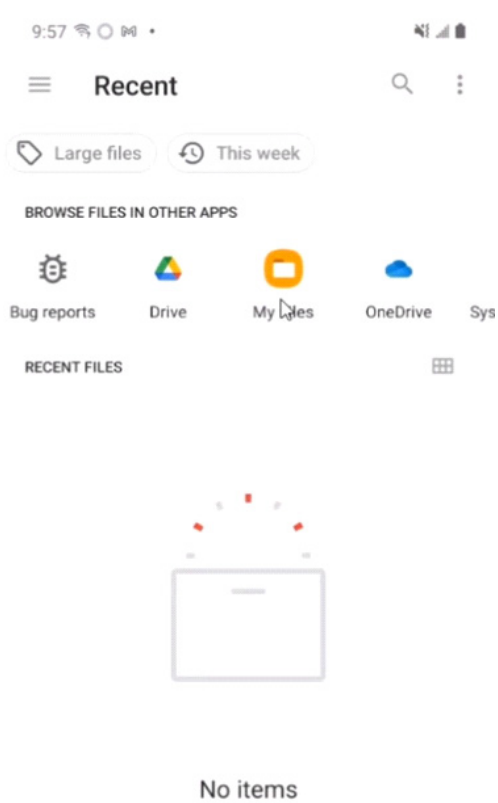 9:57
Recent
Large files This week
BROWSE FILES IN OTHER APPS
Bug reports Drive My Files OneDrive Sys
RECENT FILES
No items